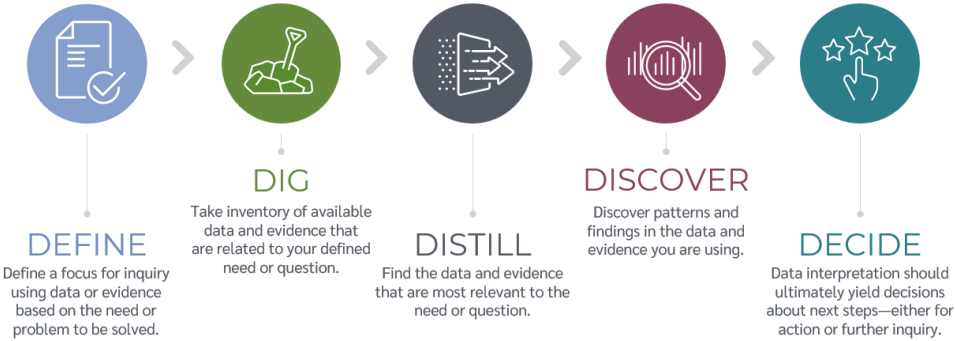 DEFINE
Define a focus for inquiry
using data or evidence
based on the need or
problem to be solved.
DIG
Take inventory of available
data and evidence that
are related to your defined
need or question.
DISTILL
Find the data and evidence
that are most relevant to the
need or question.
DISCOVER
Discover patterns and
findings in the data and
evidence you are using.
DECIDE
Data interpretation should
ultimately yield decisions
about next steps—either for
action or further inquiry.